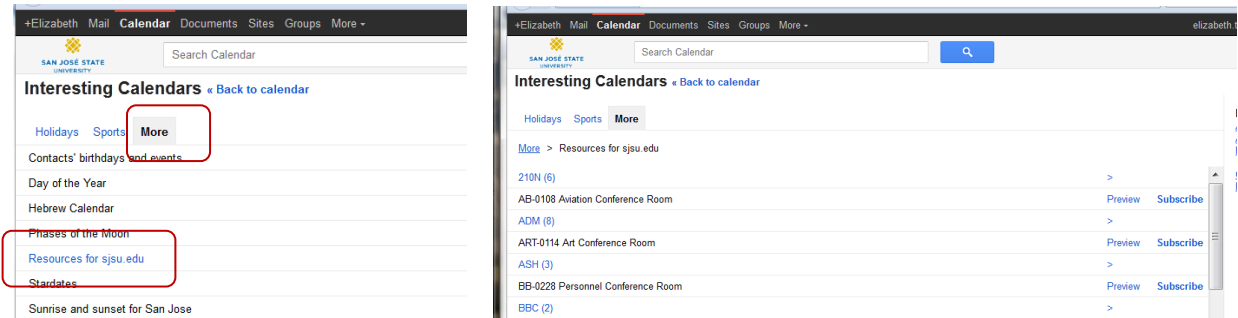 +Elizabeth Mail Calendar Documents Sites Groups More
SAN JOSÉ STATE
UNIVERSITY
Search Calendar
Interesting Calendars « Back to calendar
Holidays Sports More
Contacts' birthdays and events
Day of the Year
Hebrew Calendar
Phases of the Moon
Resources for sjsu.edu
Stardates
Sunrise and sunset for San Jose
+Elizabeth Mail Calendar Documents Sites Groups More
elizabeth.t
SAN JOSÉ STATE
UNIVERSITY
Search Calendar
Interesting Calendars « Back to calendar
Holidays Sports More
More > Resources for sjsu.edu
210N (6) >
AB-0108 Aviation Conference Room Preview Subscribe
ADM (8) >
ART-0114 Art Conference Room Preview Subscribe
ASH (3) >
BB-0228 Personnel Conference Room Preview Subscribe
BBC (2) >